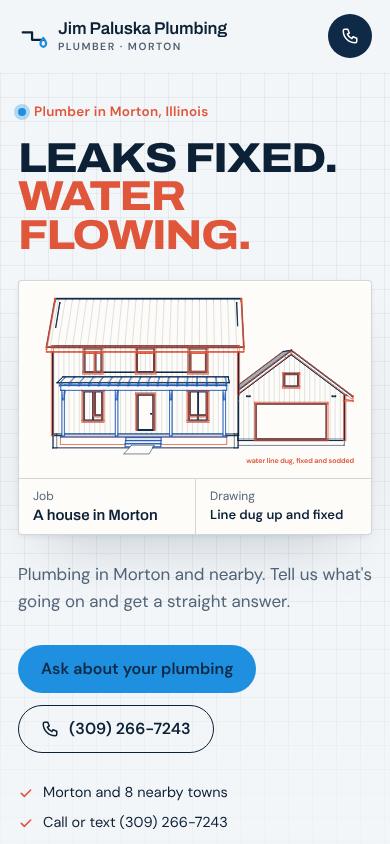 Jim Paluska Plumbing
PLUMBER · MORTON
Plumber in Morton, Illinois
LEAKS FIXED.
WATER
FLOWING.
water line dug, fixed and sodded
Job
A house in Morton
Drawing
Line dug up and fixed
Plumbing in Morton and nearby. Tell us what's
going on and get a straight answer.
Ask about your plumbing
(309) 266-7243
Morton and 8 nearby towns
Call or text (309) 266-7243